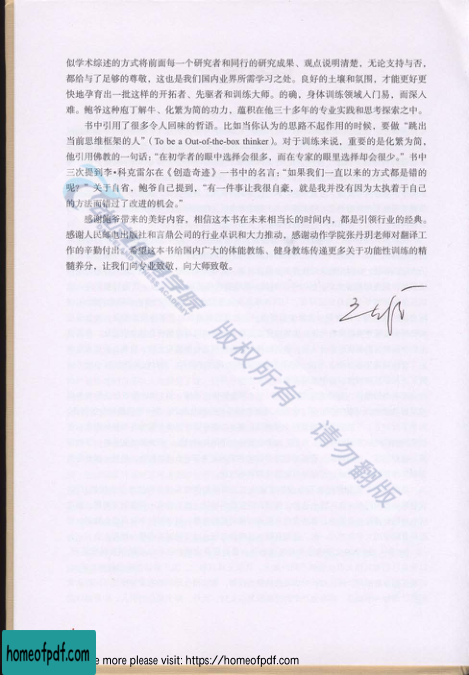 似学术综述的方式将前面每一个研究者和同行的研究成果、观点说明清楚，无论支持与否，
都给与了足够的尊敬，这也是我们国内业界所需学习之处。良好的土壤和氛围，才能更好更
快地孕育出一批这样的开拓者、先驱者和训练大师。的确，身体训练领域入门易，而深入
难。鲍爷这种庖丁解牛、化繁为简的功力，蕴积在他三十多年的专业实践和思考探索之中。
书中引用了很多令人回味的哲语。比如当你认为的思路不起作用的时候，要做“跳出
当前思维框架的人”（To be a Out-of-the-box thinker）。对于训练来说，重要的是化繁为简，
他引用佛教的一句话：“在初学者的眼中选择会很多，而在专家的眼里选择却会很少。”书中
三次提到李·科克雷尔在《创造奇迹》一书中的名言：“如果我们一直以来的方式都是错的
呢？”关于自省，鲍爷自己提到，“有一件事让我很自豪，就是我并没有因为太执着于自己
的方法而错过了改进的机会。”
感谢鲍爷带来的美好内容，相信这本书在未来相当长的时间内，都是引领行业的经典。
感谢人民邮电出版社和言鼎公司的行业卓识和大力推动，感谢动作学院张丹玥老师对翻译工
作的辛勤付出。希望这本书给国内广大的体能教练、健身教练传递更多关于功能性训练的精
髓养分，让我们向专业致敬，向大师致敬。
版权所有 请勿翻版
homeofpdf.com
e more please visit: https://homeofpdf.com